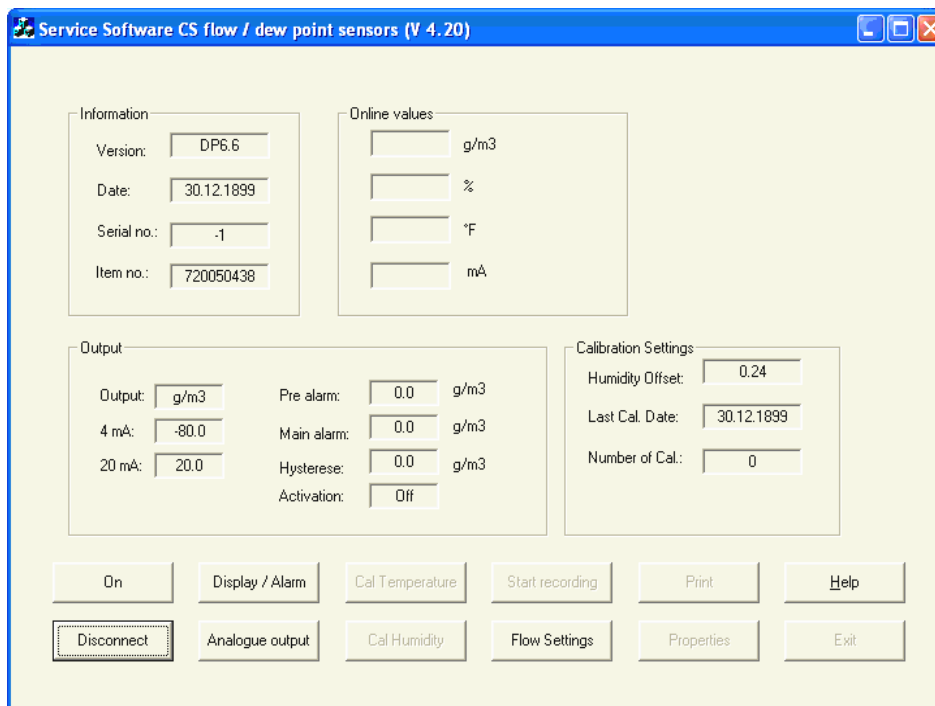 Service Software CS flow / dew point sensors (V 4.20)
Information
Version: DP6.6
Date: 30.12.1899
Serial no.: -1
Item no.: 720050438
Online values
g/m3
%
°F
mA
Output
Output: g/m3
4 mA: -80.0
20 mA: 20.0
Pre alarm: 0.0 g/m3
Main alarm: 0.0 g/m3
Hysterese: 0.0 g/m3
Activation: Off
Calibration Settings
Humidity Offset: 0.24
Last Cal. Date: 30.12.1899
Number of Cal.: 0
On Display / Alarm Cal Temperature Start recording Print Help
Disconnect Analogue output Cal Humidity Flow Settings Properties Exit